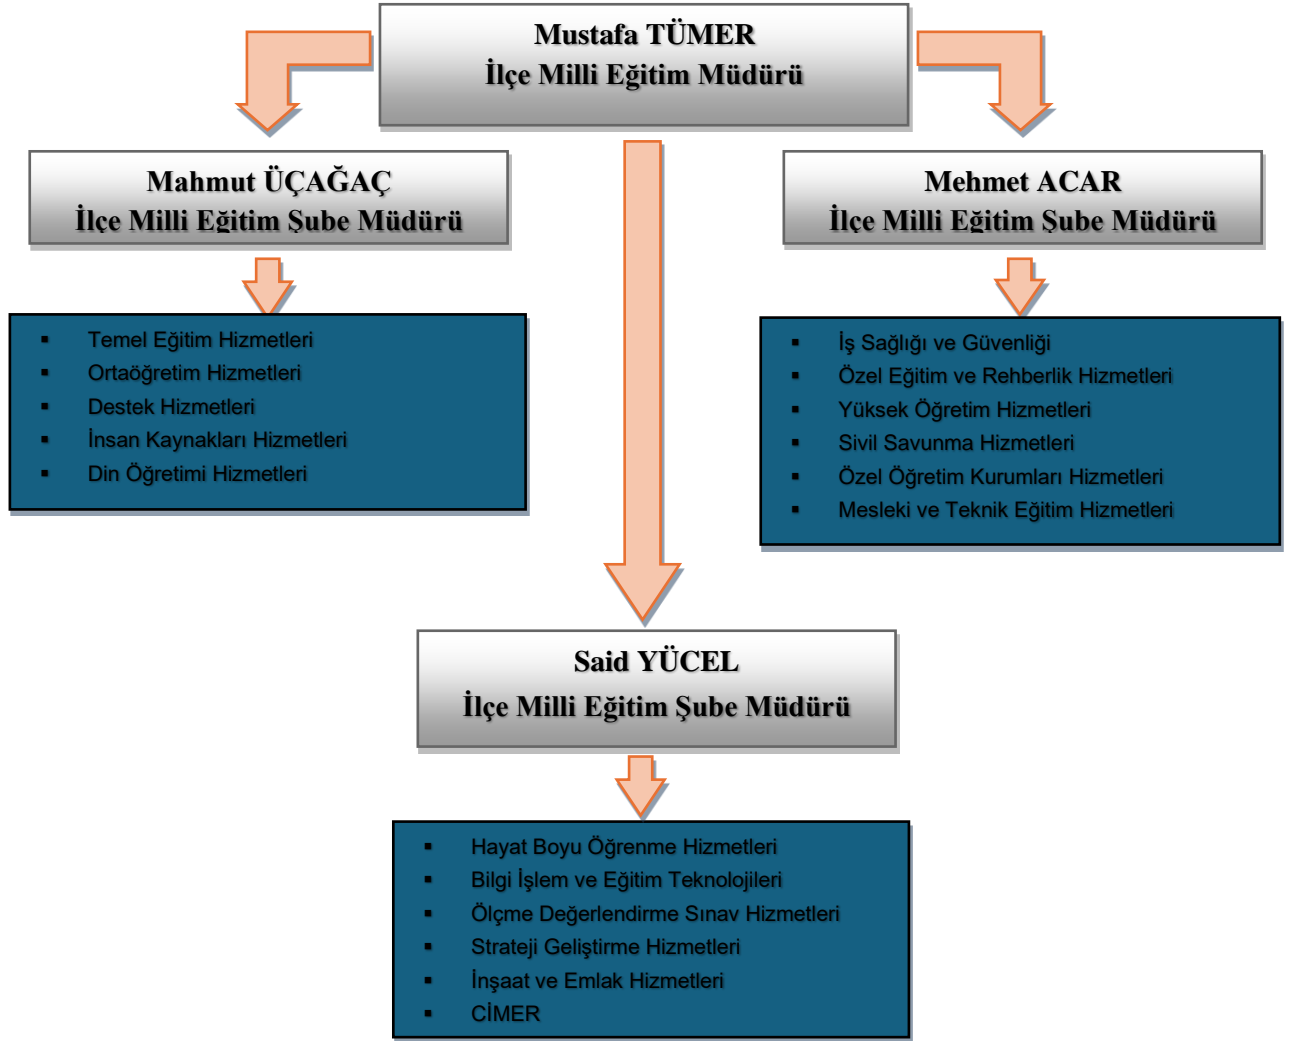 Mustafa TÜMER
İlçe Milli Eğitim Müdürü
Mahmut ÜÇAĞAÇ
İlçe Milli Eğitim Şube Müdürü
Mehmet ACAR
İlçe Milli Eğitim Şube Müdürü
▪ Temel Eğitim Hizmetleri
▪ Ortaöğretim Hizmetleri
▪ Destek Hizmetleri
▪ İnsan Kaynakları Hizmetleri
▪ Din Öğretimi Hizmetleri
▪ İş Sağlığı ve Güvenliği
▪ Özel Eğitim ve Rehberlik Hizmetleri
▪ Yüksek Öğretim Hizmetleri
▪ Sivil Savunma Hizmetleri
▪ Özel Öğretim Kurumları Hizmetleri
▪ Mesleki ve Teknik Eğitim Hizmetleri
Said YÜCEL
İlçe Milli Eğitim Şube Müdürü
▪ Hayat Boyu Öğrenme Hizmetleri
▪ Bilgi İşlem ve Eğitim Teknolojileri
▪ Ölçme Değerlendirme Sınav Hizmetleri
▪ Strateji Geliştirme Hizmetleri
▪ İnşaat ve Emlak Hizmetleri
▪ CİMER